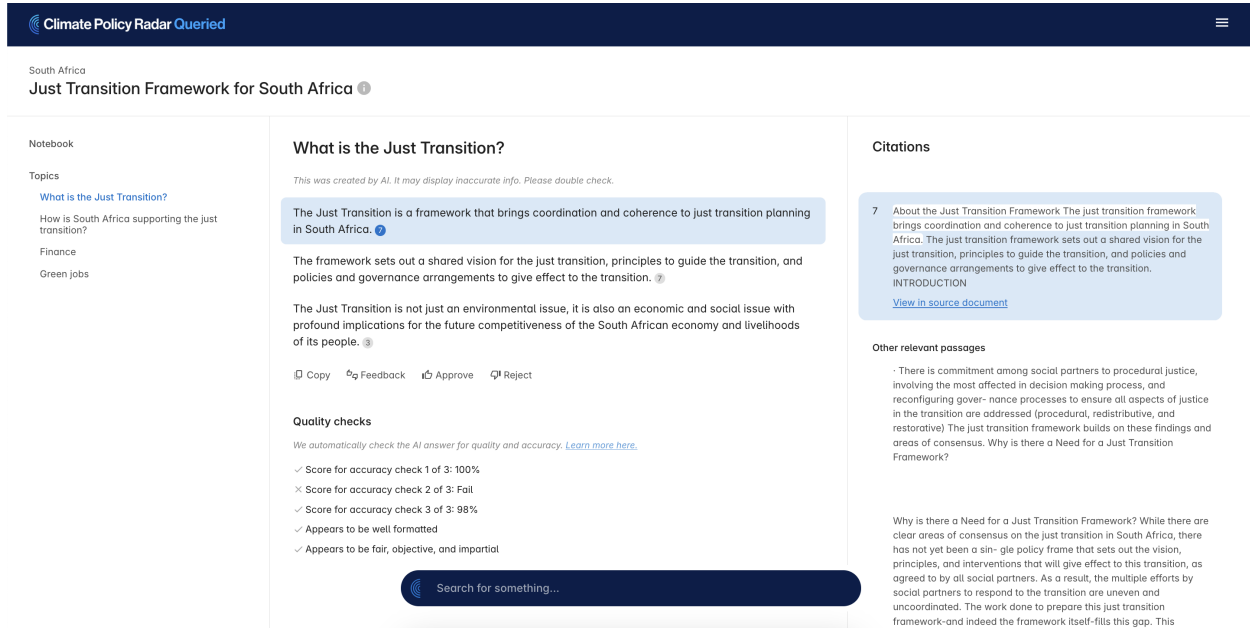 Climate Policy Radar Queried
South Africa
Just Transition Framework for South Africa
Notebook
Topics
What is the Just Transition?
How is South Africa supporting the just
transition?
Finance
Green jobs
What is the Just Transition?
This was created by AI. It may display inaccurate info. Please double check.
The Just Transition is a framework that brings coordination and coherence to just transition planning
in South Africa. 7
The framework sets out a shared vision for the just transition, principles to guide the transition, and
policies and governance arrangements to give effect to the transition. 7
The Just Transition is not just an environmental issue, it is also an economic and social issue with
profound implications for the future competitiveness of the South African economy and livelihoods
of its people. 3
Copy Feedback Approve Reject
Quality checks
We automatically check the AI answer for quality and accuracy. Learn more here.
Score for accuracy check 1 of 3: 100%
Score for accuracy check 2 of 3: Fail
Score for accuracy check 3 of 3: 98%
Appears to be well formatted
Appears to be fair, objective, and impartial
Search for something...
Citations
7 About the Just Transition Framework The just transition framework
brings coordination and coherence to just transition planning in South
Africa. The just transition framework sets out a shared vision for the
just transition, principles to guide the transition, and policies and
governance arrangements to give effect to the transition.
INTRODUCTION
View in source document
Other relevant passages
· There is commitment among social partners to procedural justice,
involving the most affected in decision making process, and
reconfiguring gover- nance processes to ensure all aspects of justice
in the transition are addressed (procedural, redistributive, and
restorative) The just transition framework builds on these findings and
areas of consensus. Why is there a Need for a Just Transition
Framework?
Why is there a Need for a Just Transition Framework? While there are
clear areas of consensus on the just transition in South Africa, there
has not yet been a sin- gle policy frame that sets out the vision,
principles, and interventions that will give effect to this transition, as
agreed to by all social partners. As a result, the multiple efforts by
social partners to respond to the transition are uneven and
uncoordinated. The work done to prepare this just transition
framework-and indeed the framework itself-fills this gap. This